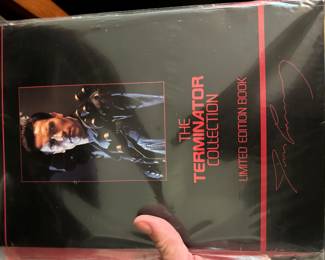 THE
TERMINATOR
COLLECTION
LIMITED EDITION BOOK